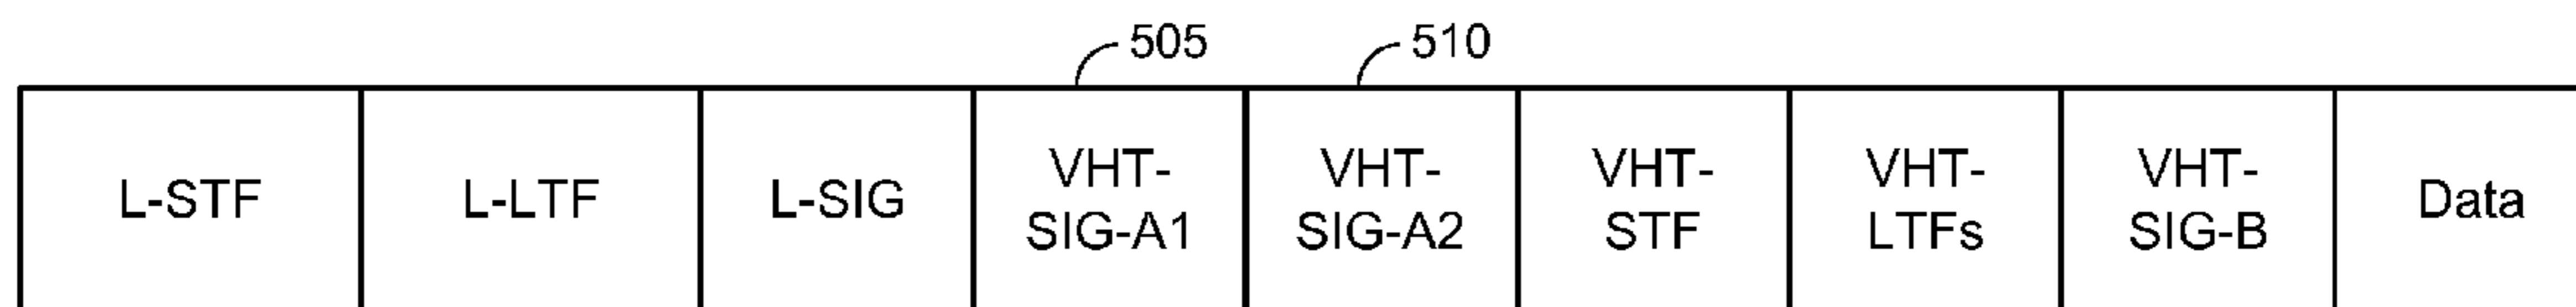 505 510
VHT- VHT- VHT- VHT- VHT-
L-STF L-LTF L-SIG Data
SIG-A1 SIG-A2 STF LTFs SIG-B